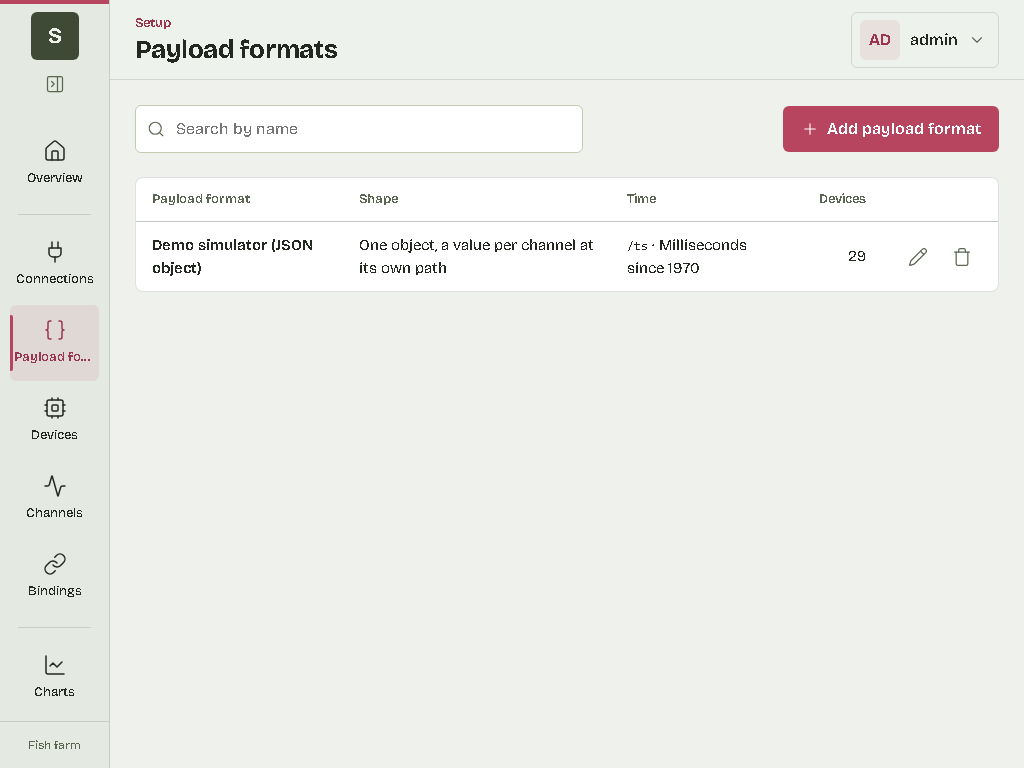 S
Setup
Payload formats
AD
admin
Overview
Connections
Payload fo...
Devices
Channels
Bindings
Charts
Fish farm
Search by name
Add payload format
Payload format
Shape
Time
Devices
Demo simulator (JSON
object)
One object, a value per channel at
its own path
/ts · Milliseconds
since 1970
29